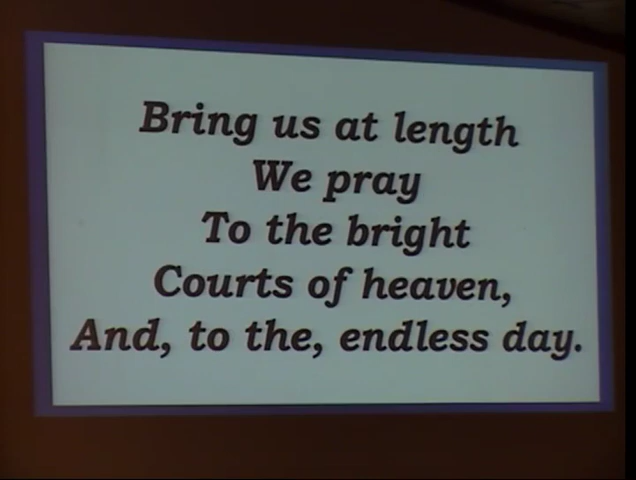 Bring us at length
We pray
To the bright
Courts of heaven,
And, to the, endless day.